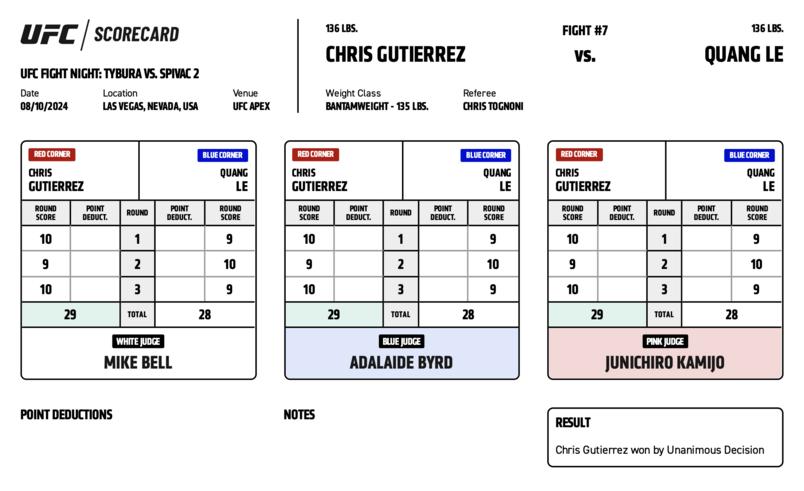 UFC / SCORECARD
UFC FIGHT NIGHT: TYBURA VS. SPIVAC 2
Date Location Venue
08/10/2024 LAS VEGAS, NEVADA, USA UFC APEX
136 LBS. FIGHT #7 136 LBS.
CHRIS GUTIERREZ VS. QUANG LE
Weight Class Referee
BANTAMWEIGHT - 135 LBS. CHRIS TOGNONI
RED CORNER BLUE CORNER
CHRIS QUANG
GUTIERREZ LE
ROUND SCORE POINT DEDUCT. ROUND POINT DEDUCT. ROUND SCORE
10 1 9
9 2 10
10 3 9
29 TOTAL 28
WHITE JUDGE
MIKE BELL
RED CORNER BLUE CORNER
CHRIS QUANG
GUTIERREZ LE
ROUND SCORE POINT DEDUCT. ROUND POINT DEDUCT. ROUND SCORE
10 1 9
9 2 10
10 3 9
29 TOTAL 28
BLUE JUDGE
ADALAIDE BYRD
RED CORNER BLUE CORNER
CHRIS QUANG
GUTIERREZ LE
ROUND SCORE POINT DEDUCT. ROUND POINT DEDUCT. ROUND SCORE
10 1 9
9 2 10
10 3 9
29 TOTAL 28
PINK JUDGE
JUNICHIRO KAMIJO
POINT DEDUCTIONS
NOTES
RESULT
Chris Gutierrez won by Unanimous Decision